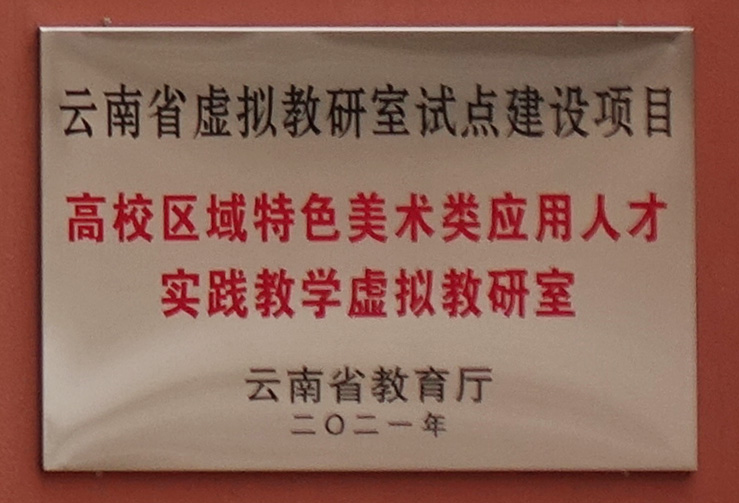 云南省虚拟教研室试点建设项目
高校区域特色美术类应用人才
实践教学虚拟教研室
云南省教育厅
二〇二一年